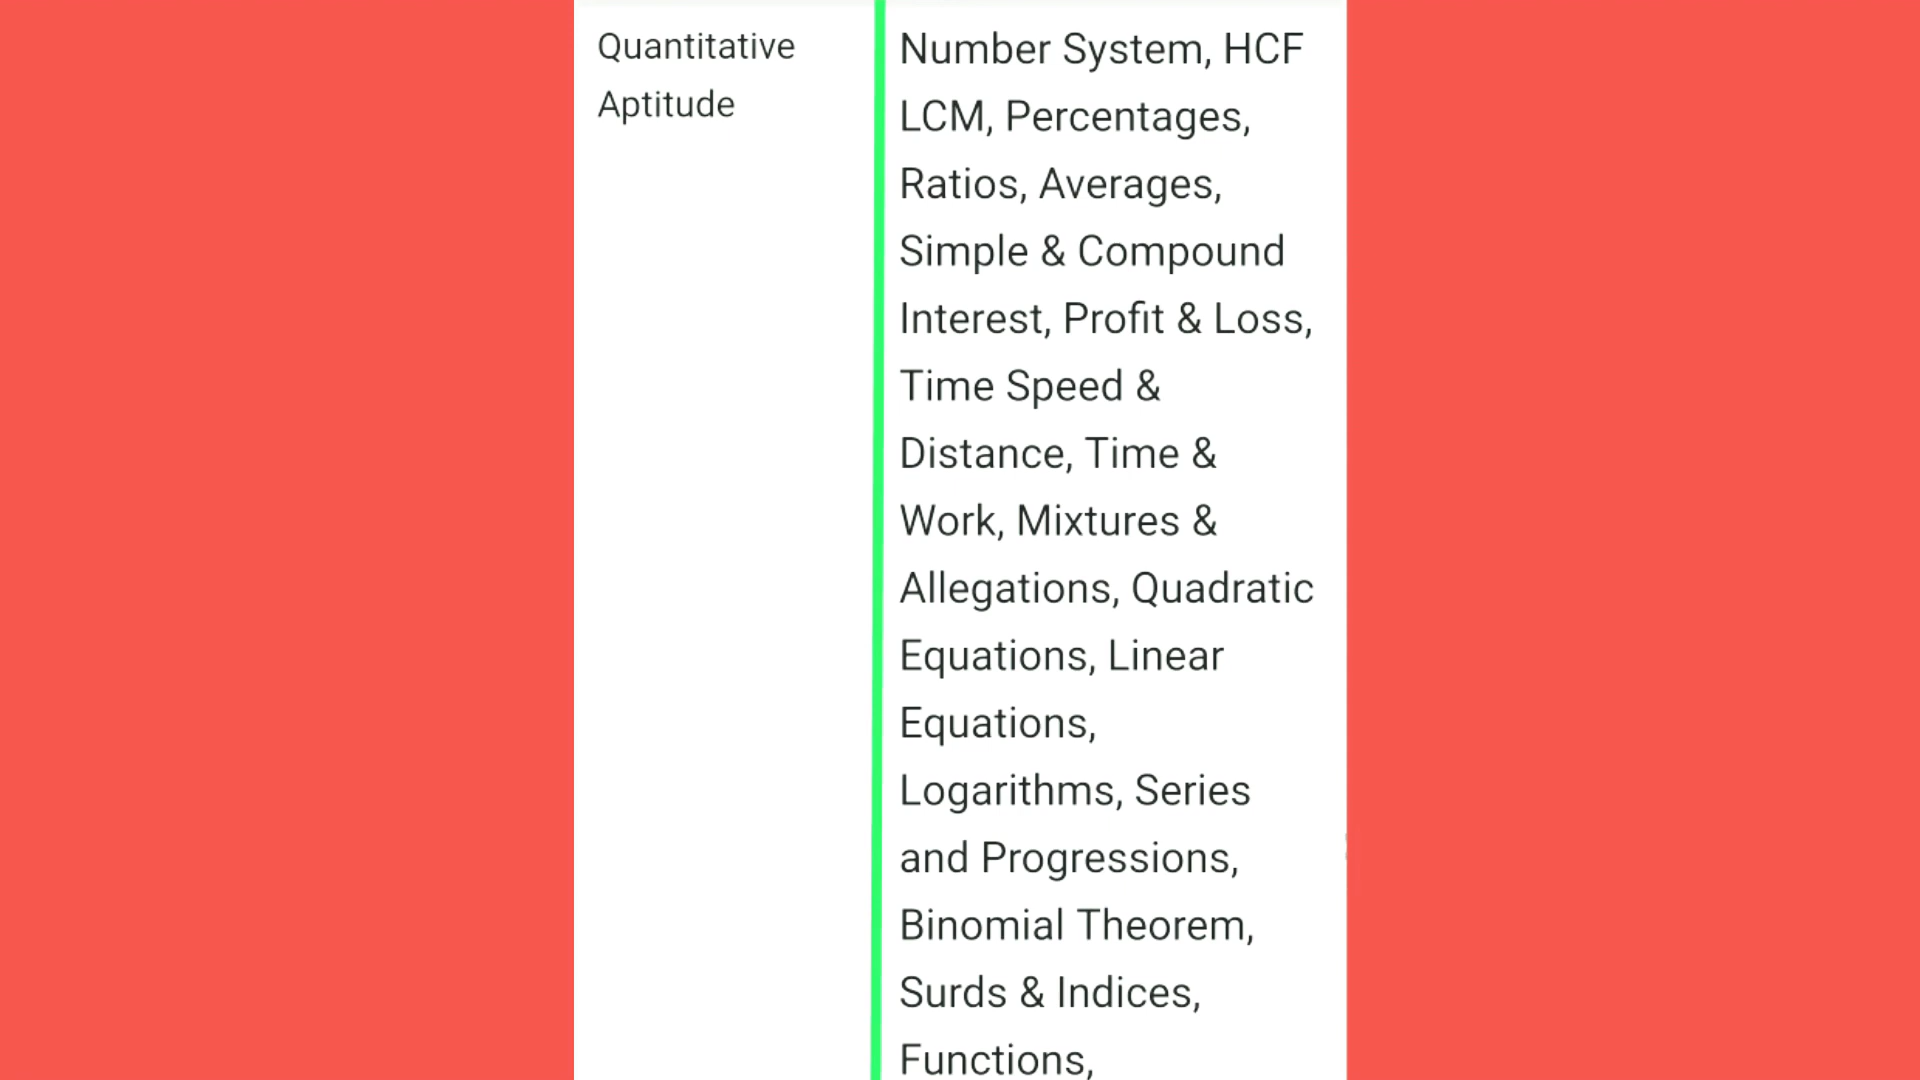 Quantitative
Aptitude
Number System, HCF
LCM, Percentages,
Ratios, Averages,
Simple & Compound
Interest, Profit & Loss,
Time Speed &
Distance, Time &
Work, Mixtures &
Allegations, Quadratic
Equations, Linear
Equations,
Logarithms, Series
and Progressions,
Binomial Theorem,
Surds & Indices,
Functions,